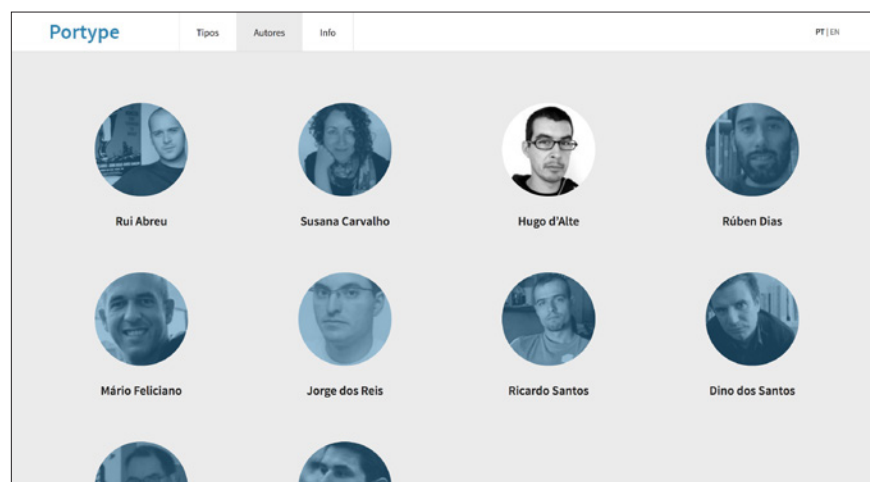 Portype Tipos Autores Info PT | EN
Rui Abreu Susana Carvalho Hugo d'Alte Rúben Dias
Mário Feliciano Jorge dos Reis Ricardo Santos Dino dos Santos